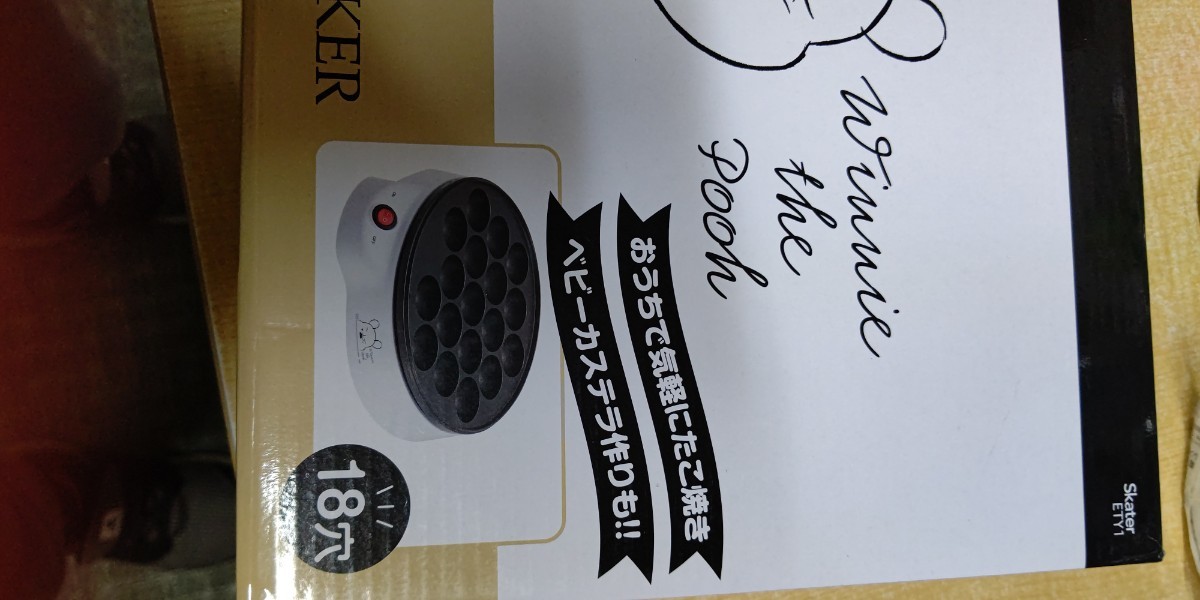 Winnie
the
Pooh
おうちで気軽にたこ焼き
ベビーカステラ作りも!!
KER
18穴
Skater
ETY1